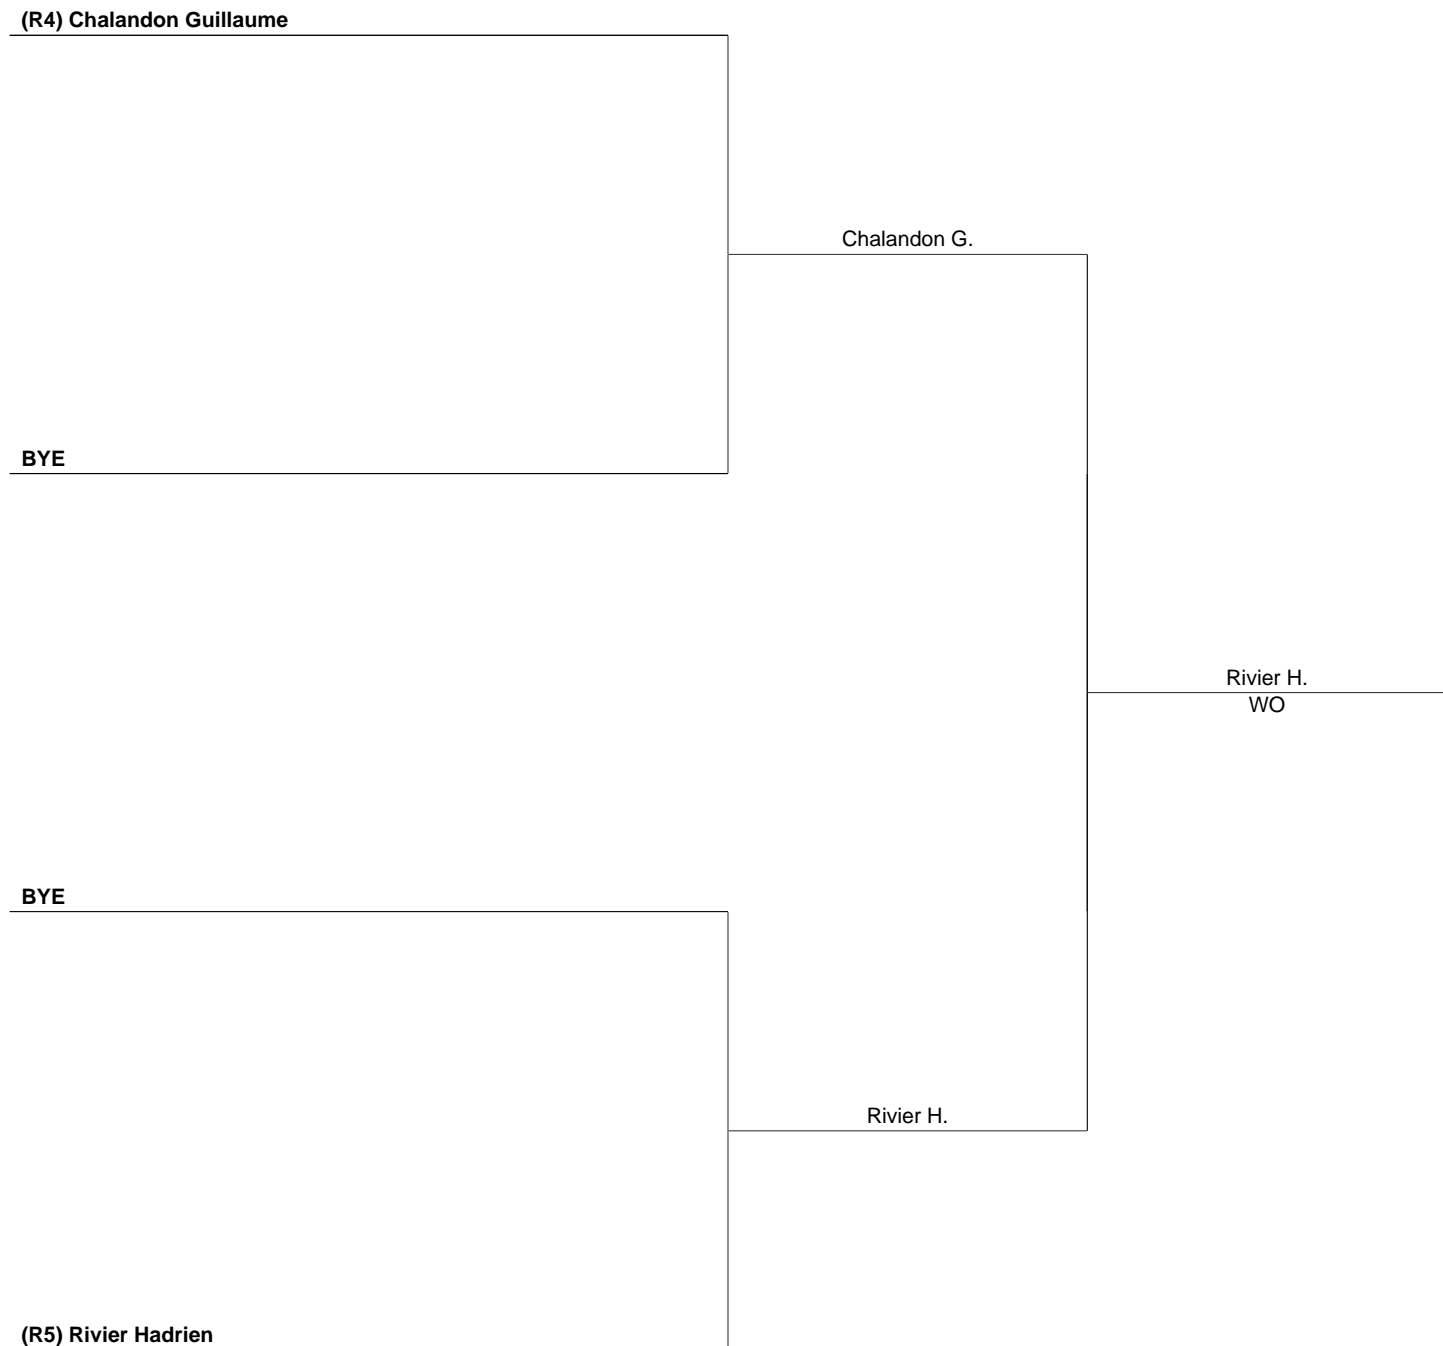 (R4) Chalandon Guillaume
Chalandon G.
BYE
Rivier H.
WO
BYE
Rivier H.
(R5) Rivier Hadrien